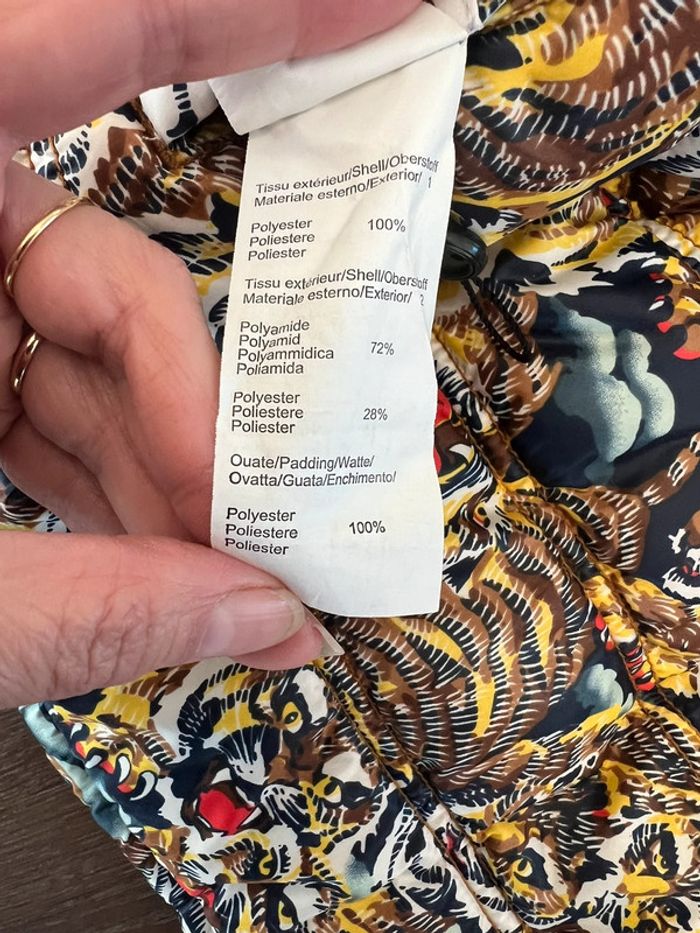 Tissu extérieur/Shell/Oberstoff
Materiale esterno/Exterior/ 1
Polyester
Poliestere 100%
Poliester
Tissu extérieur/Shell/Oberstoff
Materiale esterno/Exterior/ 2
Polyamide
Polyamid
Polyammidica 72%
Poliamida
Polyester
Poliestere 28%
Poliester
Ouate/Padding/Watte/
Ovatta/Guata/Enchimento/
Polyester
Poliestere 100%
Poliester